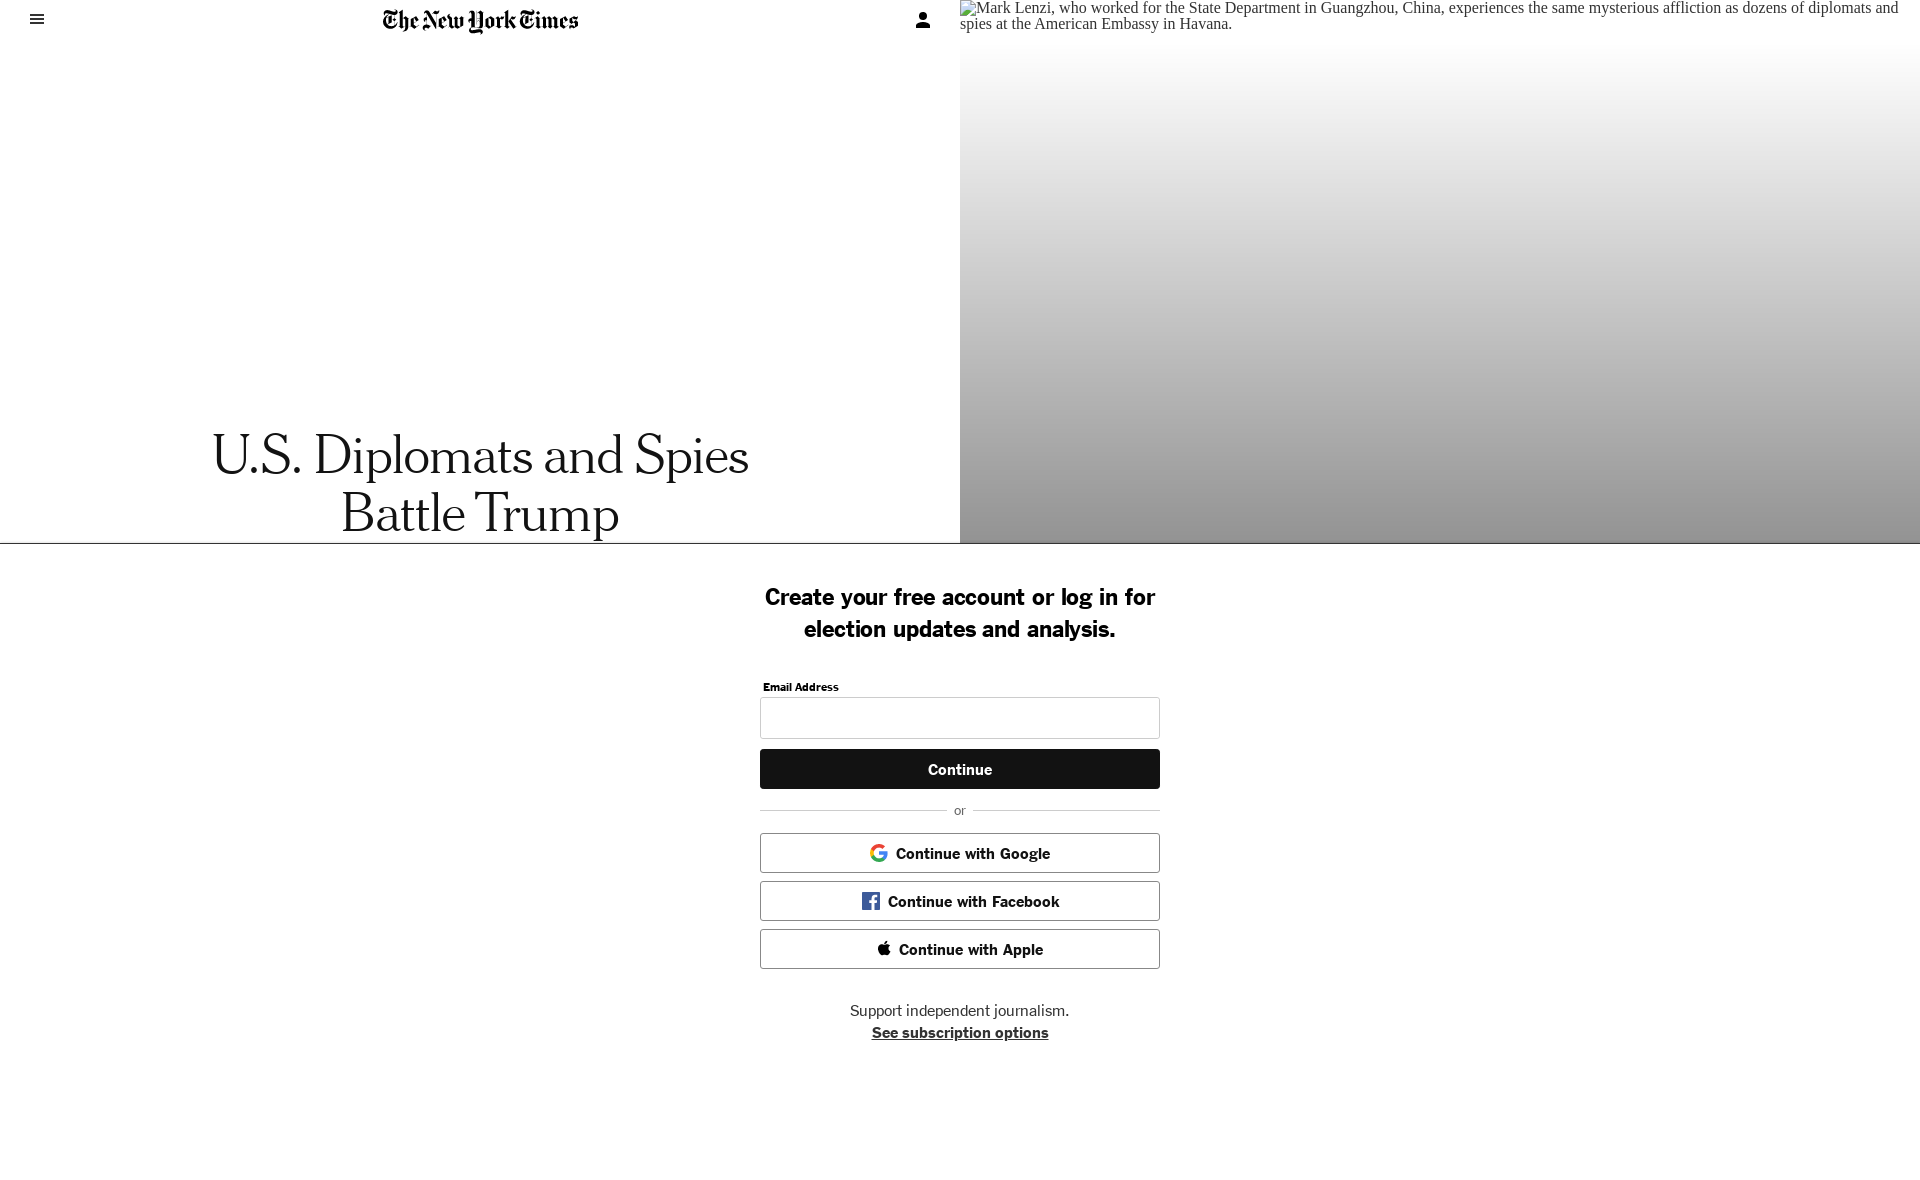 The New York Times
Mark Lenzi, who worked for the State Department in Guangzhou, China, experiences the same mysterious affliction as dozens of diplomats and
spies at the American Embassy in Havana.
U.S. Diplomats and Spies
Battle Trump
Create your free account or log in for
election updates and analysis.
Email Address
Continue
or
Continue with Google
Continue with Facebook
Continue with Apple
Support independent journalism.
See subscription options